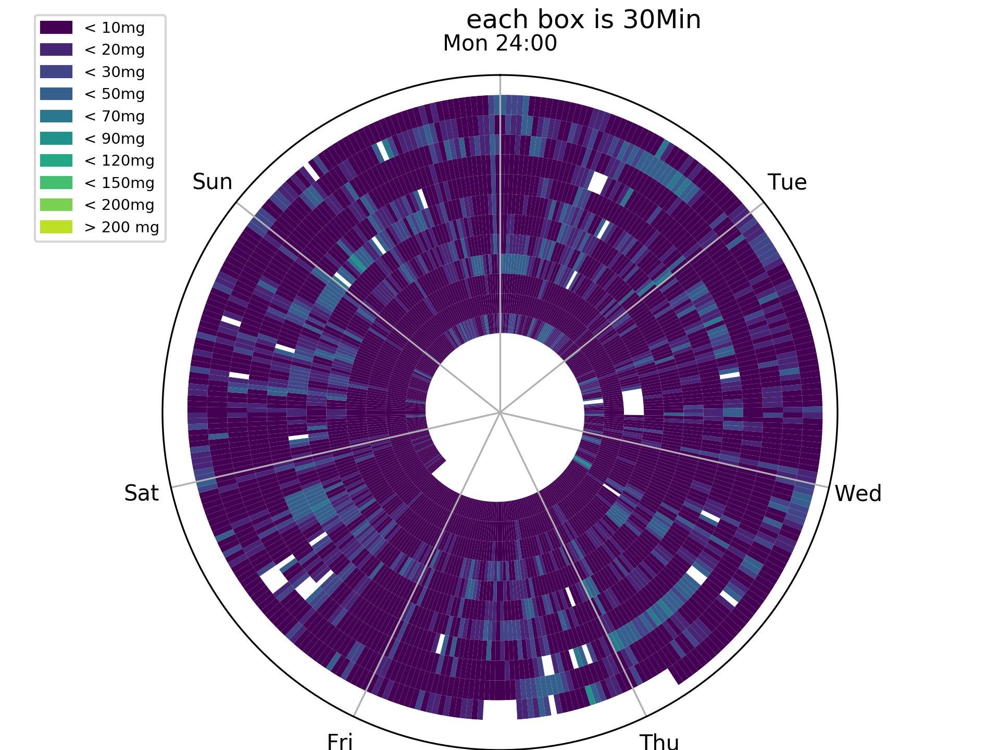 each box is 30Min
Mon 24:00
< 10mg
< 20mg
< 30mg
< 50mg
< 70mg
< 90mg
< 120mg
< 150mg
< 200mg
> 200 mg
Sun
Tue
Sat
Wed
Fri
Thu